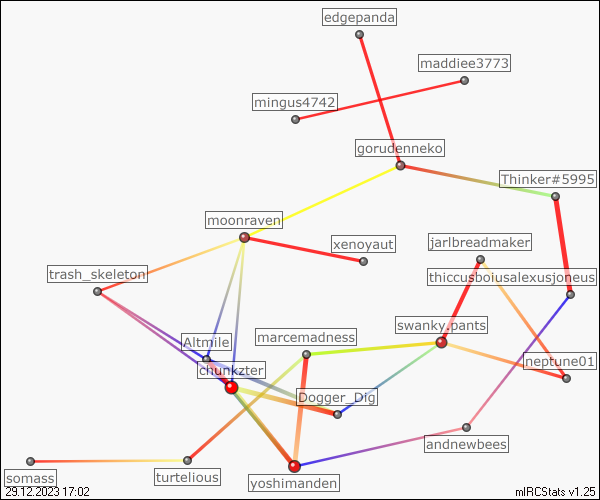 edgepanda
maddiee3773
mingus4742
gorudenneko
Thinker#5995
moonraven
xenoyaut
jarlbreadmaker
trash_skeleton
thiccusboiusalexusjoneus
swanky.pants
marcemadness
Altmile
chunkzter
neptune01
Dogger_Dig
andnewbees
somass
turtelious
yoshimanden
29.12.2023 17:02
mIRCStats v1.25